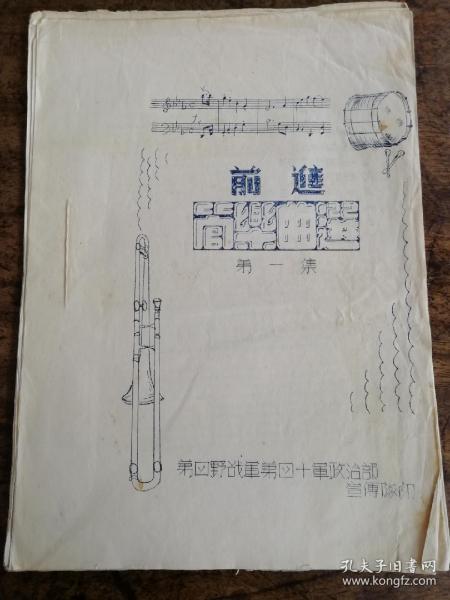 前進
管樂曲選
第一集
第四野战軍第四十軍政治部
宣傳隊印
孔夫子旧书网
www.kongfz.com